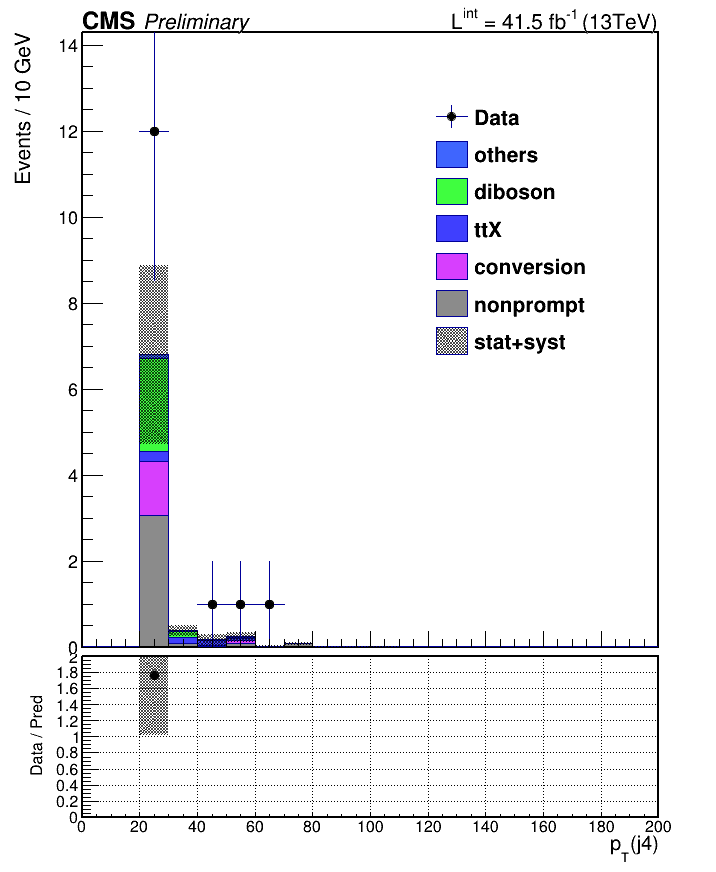 CMS Preliminary L^int = 41.5 fb^-1 (13TeV)
Events / 10 GeV
14
12
10
8
6
4
2
0
Data
others
diboson
ttX
conversion
nonprompt
stat+syst
Data / Pred
2
1.8
1.6
1.4
1.2
1
0.8
0.6
0.4
0.2
0
0 20 40 60 80 100 120 140 160 180 200
p_T(j4)